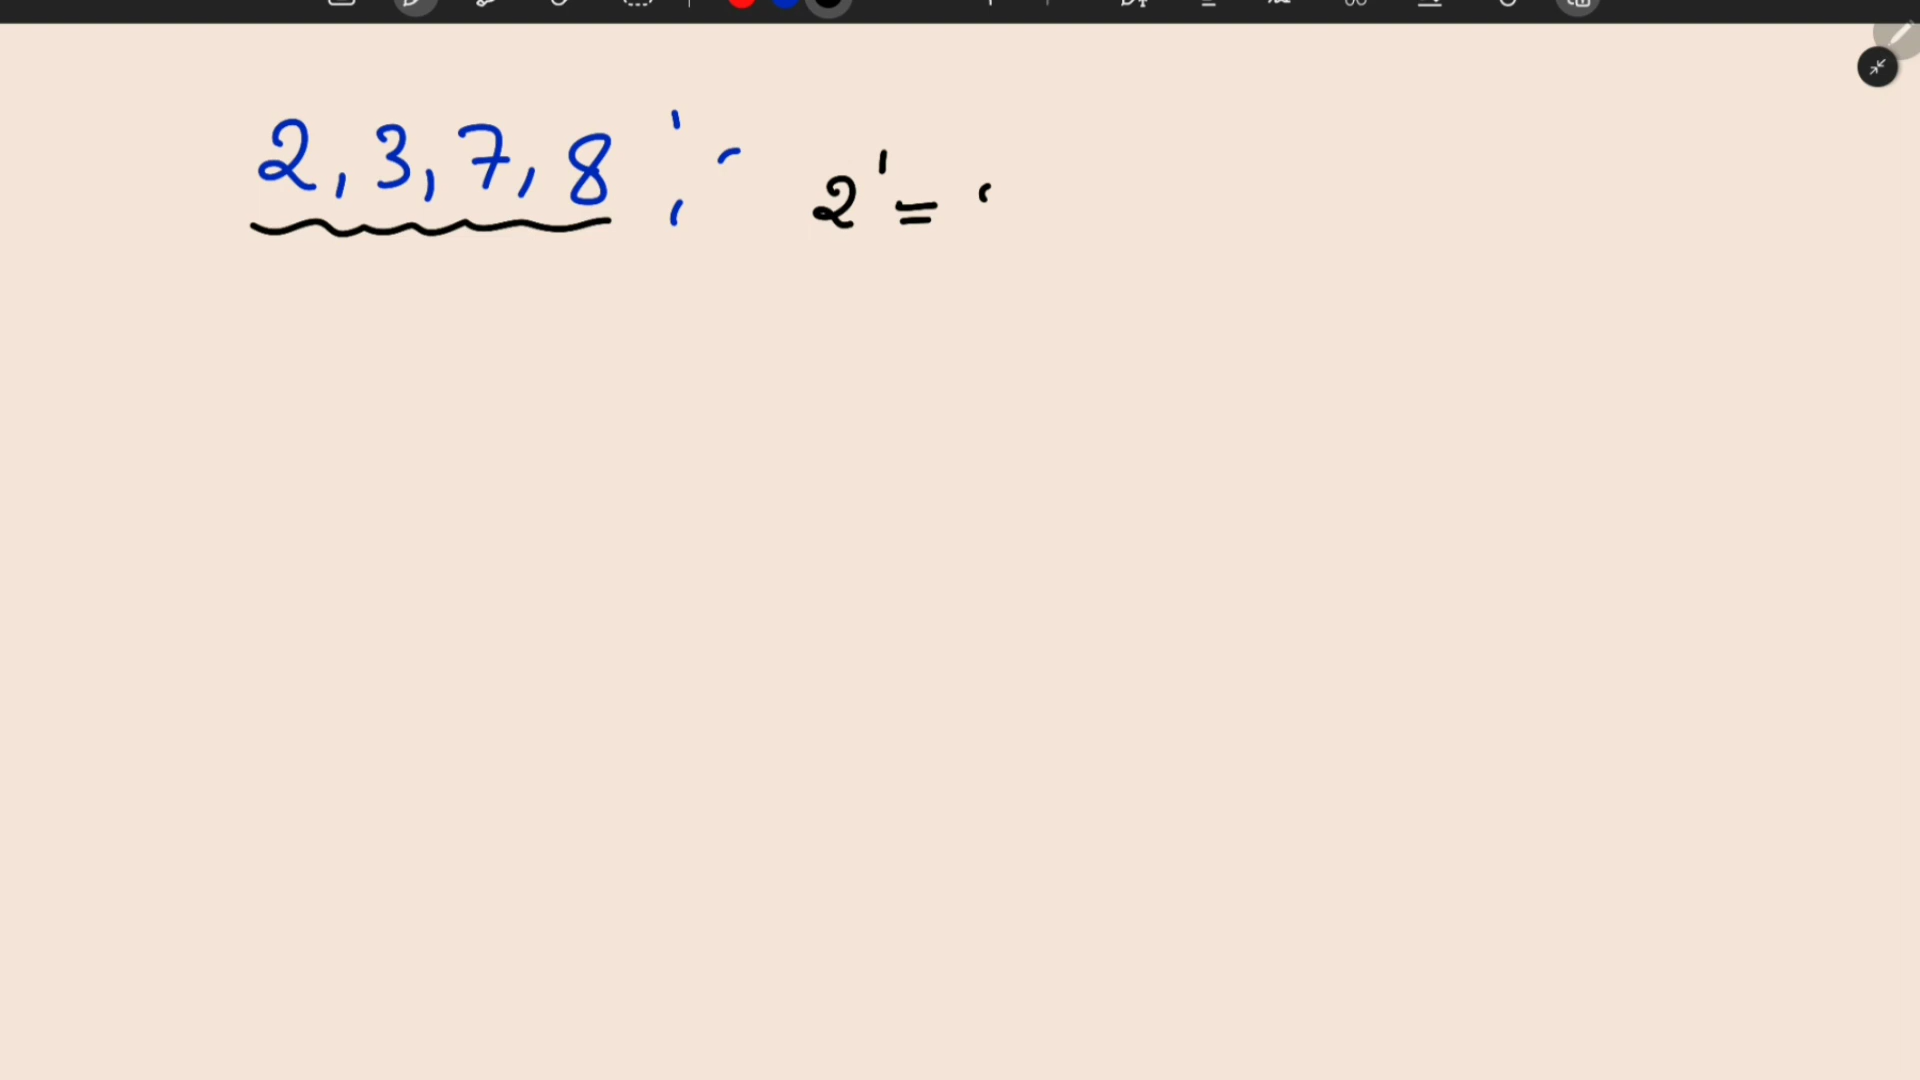 2, 3, 7, 8 :- 2¹ =